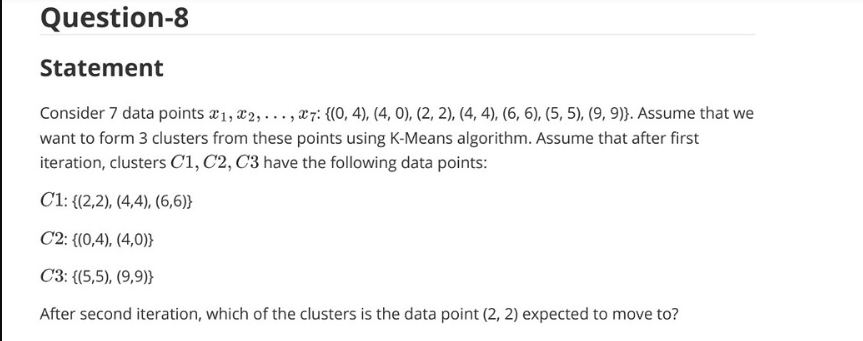 Question-8
Statement
Consider 7 data points x₁, x₂, . . . , x₇: {(0, 4), (4, 0), (2, 2), (4, 4), (6, 6), (5, 5), (9, 9)}. Assume that we
want to form 3 clusters from these points using K-Means algorithm. Assume that after first
iteration, clusters C1, C2, C3 have the following data points:
C1: {(2,2), (4,4), (6,6)}
C2: {(0,4), (4,0)}
C3: {(5,5), (9,9)}
After second iteration, which of the clusters is the data point (2, 2) expected to move to?